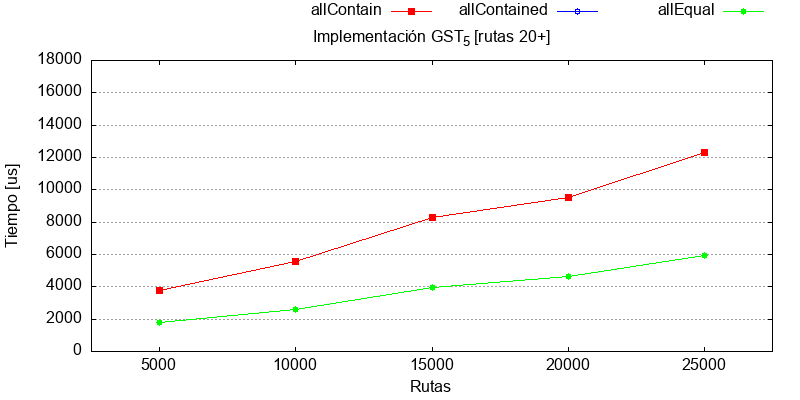 allContain allContained allEqual
Implementación GST5 [rutas 20+]
18000
16000
14000
12000
10000
8000
6000
4000
2000
0
Tiempo [us]
5000 10000 15000 20000 25000
Rutas